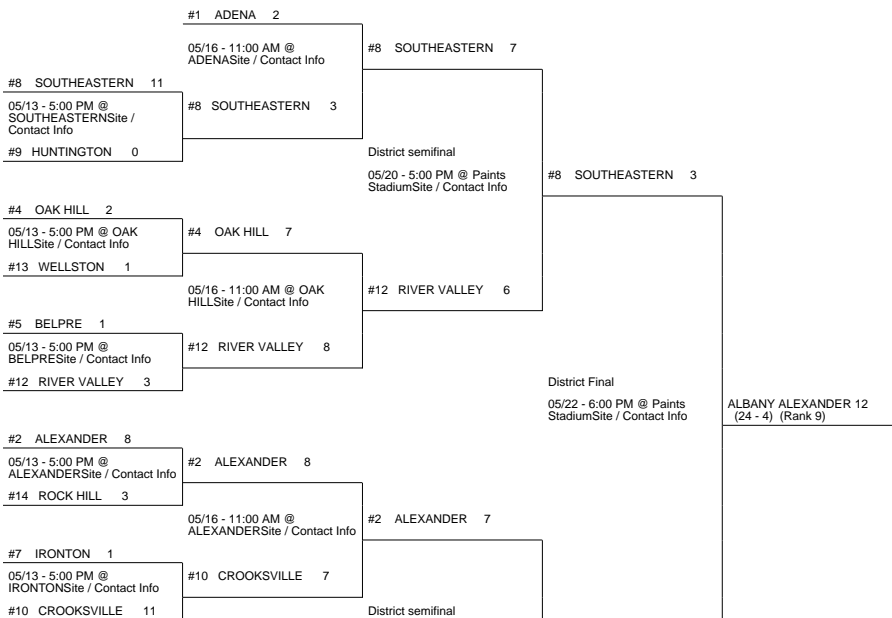 #1 ADENA 2
05/16 - 11:00 AM @
ADENASite / Contact Info
#8 SOUTHEASTERN 7
#8 SOUTHEASTERN 11
05/13 - 5:00 PM @
SOUTHEASTERNSite /
Contact Info
#8 SOUTHEASTERN 3
#9 HUNTINGTON 0
District semifinal
05/20 - 5:00 PM @ Paints
StadiumSite / Contact Info
#8 SOUTHEASTERN 3
#4 OAK HILL 2
05/13 - 5:00 PM @ OAK
HILLSite / Contact Info
#4 OAK HILL 7
#13 WELLSTON 1
05/16 - 11:00 AM @ OAK
HILLSite / Contact Info
#12 RIVER VALLEY 6
#5 BELPRE 1
05/13 - 5:00 PM @
BELPRESite / Contact Info
#12 RIVER VALLEY 8
#12 RIVER VALLEY 3
District Final
05/22 - 6:00 PM @ Paints
StadiumSite / Contact Info
ALBANY ALEXANDER 12
(24 - 4) (Rank 9)
#2 ALEXANDER 8
05/13 - 5:00 PM @
ALEXANDERSite / Contact Info
#2 ALEXANDER 8
#14 ROCK HILL 3
05/16 - 11:00 AM @
ALEXANDERSite / Contact Info
#2 ALEXANDER 7
#7 IRONTON 1
05/13 - 5:00 PM @
IRONTONSite / Contact Info
#10 CROOKSVILLE 7
#10 CROOKSVILLE 11
District semifinal